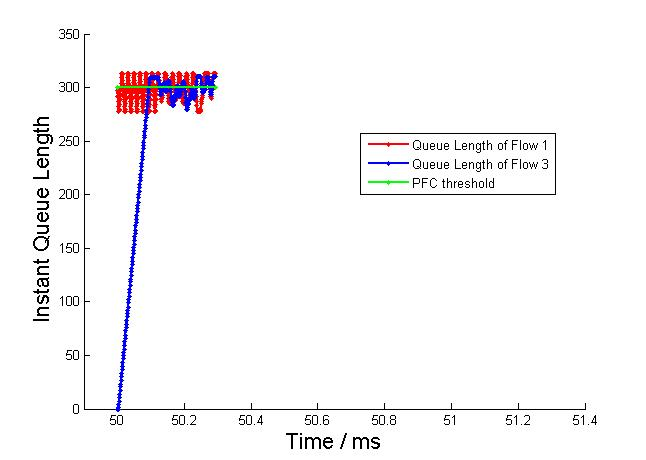 350
300
250
200
150
100
50
0
Instant Queue Length
Queue Length of Flow 1
Queue Length of Flow 3
PFC threshold
50 50.2 50.4 50.6 50.8 51 51.2 51.4
Time / ms